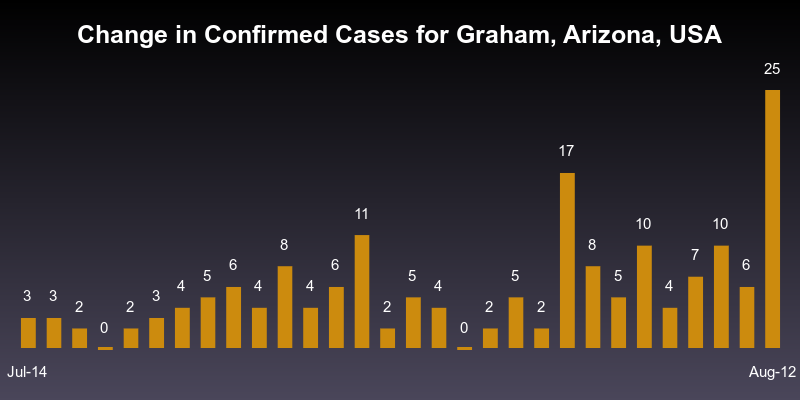 Change in Confirmed Cases for Graham, Arizona, USA
3 3 2 0 2 3 4 5 6 4 8 4 6 11 2 5 4 0 2 5 2 17 8 5 10 4 7 10 6 25
Jul-14 Aug-12